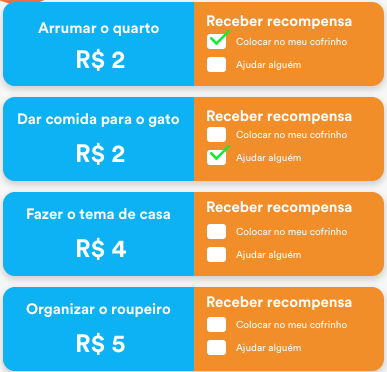 Arrumar o quarto
R$ 2
Receber recompensa
Colocar no meu cofrinho
Ajudar alguém
Dar comida para o gato
R$ 2
Receber recompensa
Colocar no meu cofrinho
Ajudar alguém
Fazer o tema de casa
R$ 4
Receber recompensa
Colocar no meu cofrinho
Ajudar alguém
Organizar o roupeiro
R$ 5
Receber recompensa
Colocar no meu cofrinho
Ajudar alguém